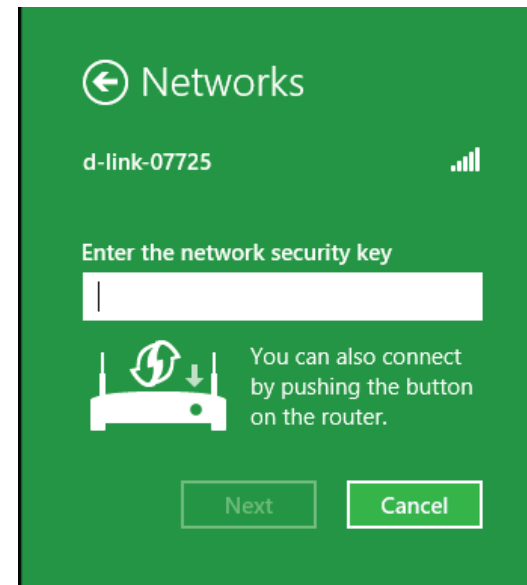 Networks
d-link-07725
Enter the network security key
You can also connect
by pushing the button
on the router.
Next
Cancel